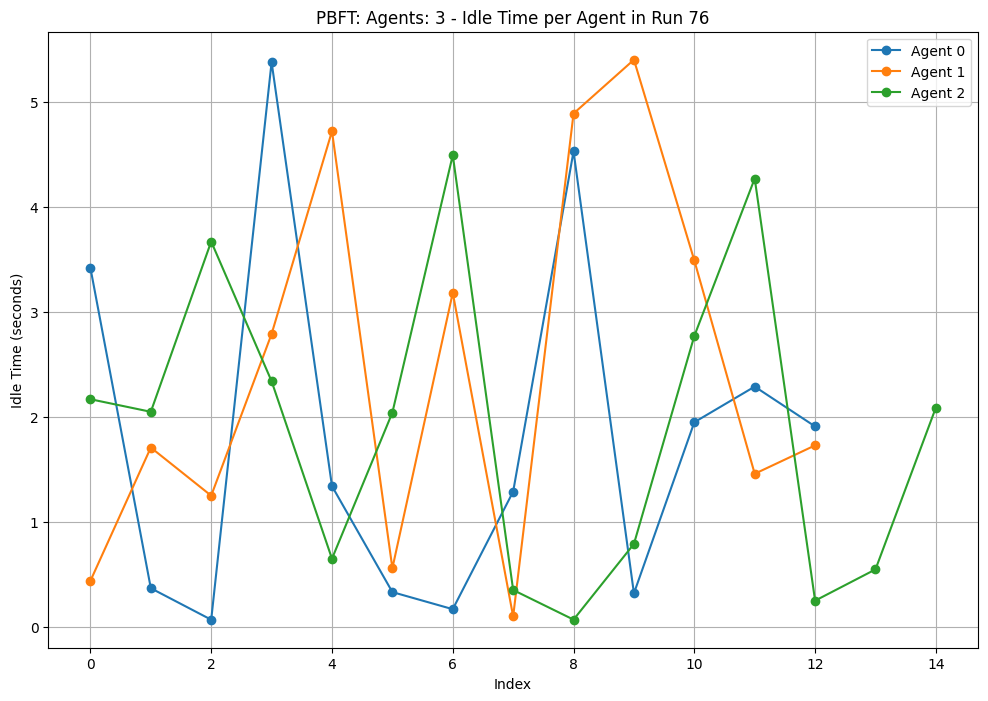 PBFT: Agents: 3 - Idle Time per Agent in Run 76
Agent 0
Agent 1
Agent 2
Idle Time (seconds)
5
4
3
2
1
0
0 2 4 6 8 10 12 14
Index